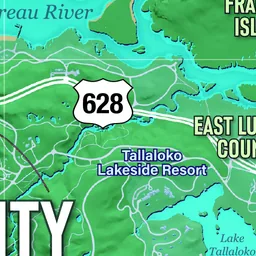 reau River
FRA
ISL
628
EAST LU
COUN
Tallaloko
Lakeside Resort
ITY
Lake
Tallaloko